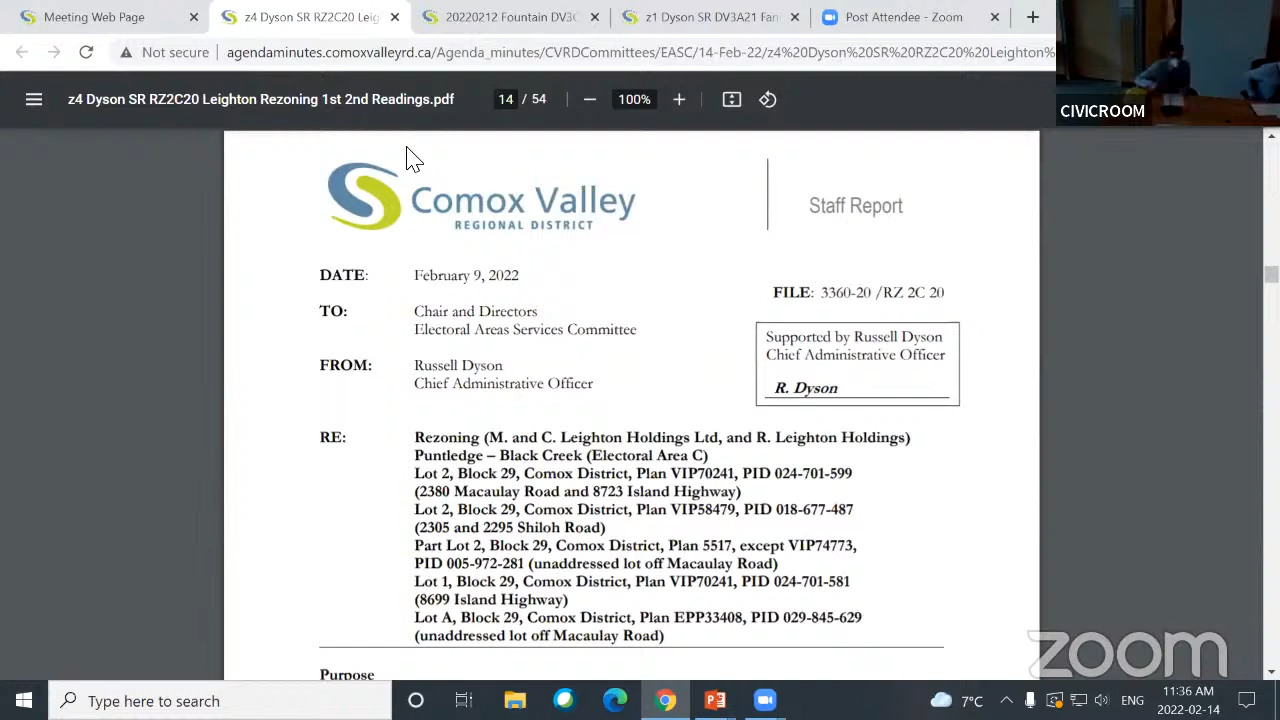 Meeting Web Page
z4 Dyson SR RZ2C20 Leig
20220212 Fountain DV3C
z1 Dyson SR DV3A21 Fan
Post Attendee - Zoom
Not secure
agendaminutes.comoxvalleyrd.ca/Agenda_minutes/CVRDCommittees/EASC/14-Feb-22/z4%20Dyson%20SR%20RZ2C20%20Leighton%
CIVICROOM
z4 Dyson SR RZ2C20 Leighton Rezoning 1st 2nd Readings.pdf
14 / 54
100%
Comox Valley
REGIONAL DISTRICT
Staff Report
DATE: February 9, 2022
FILE: 3360-20 /RZ 2C 20
TO: Chair and Directors
Electoral Areas Services Committee
Supported by Russell Dyson
Chief Administrative Officer
R. Dyson
FROM: Russell Dyson
Chief Administrative Officer
RE: Rezoning (M. and C. Leighton Holdings Ltd, and R. Leighton Holdings)
Puntledge – Black Creek (Electoral Area C)
Lot 2, Block 29, Comox District, Plan VIP70241, PID 024-701-599
(2380 Macaulay Road and 8723 Island Highway)
Lot 2, Block 29, Comox District, Plan VIP58479, PID 018-677-487
(2305 and 2295 Shiloh Road)
Part Lot 2, Block 29, Comox District, Plan 5517, except VIP74773,
PID 005-972-281 (unaddressed lot off Macaulay Road)
Lot 1, Block 29, Comox District, Plan VIP70241, PID 024-701-581
(8699 Island Highway)
Lot A, Block 29, Comox District, Plan EPP33408, PID 029-845-629
(unaddressed lot off Macaulay Road)
Purpose
zoom
Type here to search
7°C
ENG
11:36 AM
2022-02-14